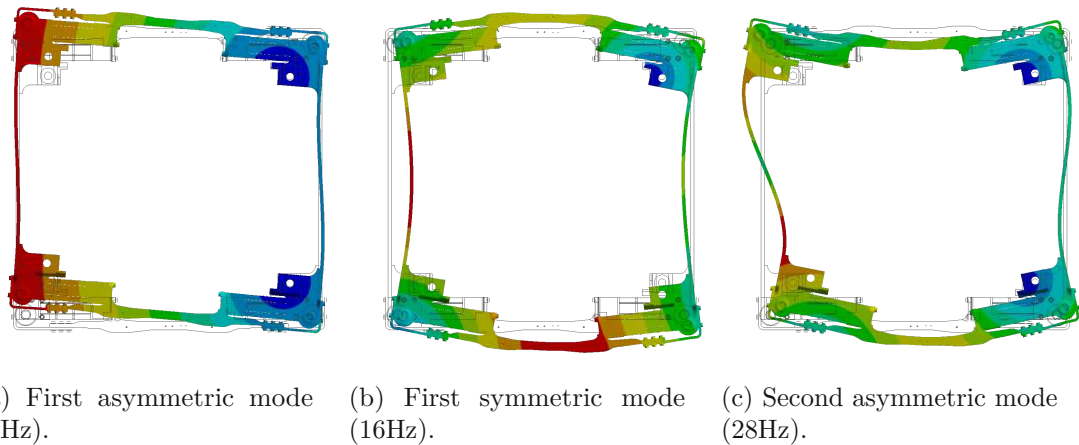 ) First asymmetric mode
Hz).
(b) First symmetric mode
(16Hz).
(c) Second asymmetric mode
(28Hz).